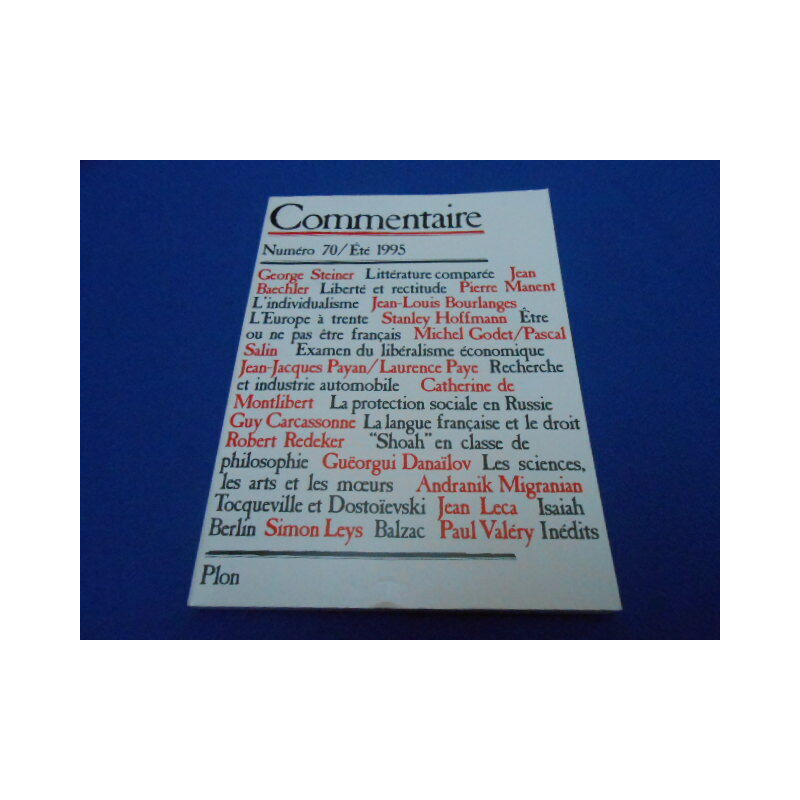 Commentaire
Numéro 70/Été 1995
George Steiner Littérature comparée Jean
Baechler Liberté et rectitude Pierre Manent
L'individualisme Jean-Louis Bourlanges
L'Europe à trente Stanley Hoffmann Être
ou ne pas être français Michel Godet/Pascal
Salin Examen du libéralisme économique
Jean-Jacques Payan/Laurence Paye Recherche
et industrie automobile Catherine de
Montlibert La protection sociale en Russie
Guy Carcassonne La langue française et le droit
Robert Redeker "Shoah" en classe de
philosophie Guëorgui Danaïlov Les sciences,
les arts et les mœurs Andranik Migranian
Tocqueville et Dostoïevski Jean Leca Isaiah
Berlin Simon Leys Balzac Paul Valéry Inédits
Plon